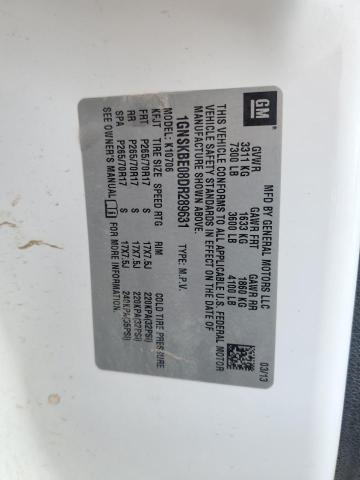 GM
MFD BY GENERAL MOTORS LLC
03/13
GVWR GAWR FRT GAWR RR
3311 KG 1633 KG 1860 KG
7300 LB 3600 LB 4100 LB
THIS VEHICLE CONFORMS TO ALL APPLICABLE U.S. FEDERAL MOTOR
VEHICLE SAFETY STANDARDS IN EFFECT ON THE DATE OF
MANUFACTURE SHOWN ABOVE.
1GNSKBE08DR289631 TYPE: M.P.V.
MODEL: K10706
KFJT TIRE SIZE SPEED RTG RIM COLD TIRE PRESSURE
FRT P265/70R17 S 17X7.5J 220KPA(32PSI)
RR P265/70R17 S 17X7.5J 220KPA(32PSI)
SPA P265/70R17 S 17X7.5J 240KPA(35PSI)
SEE OWNER'S MANUAL i